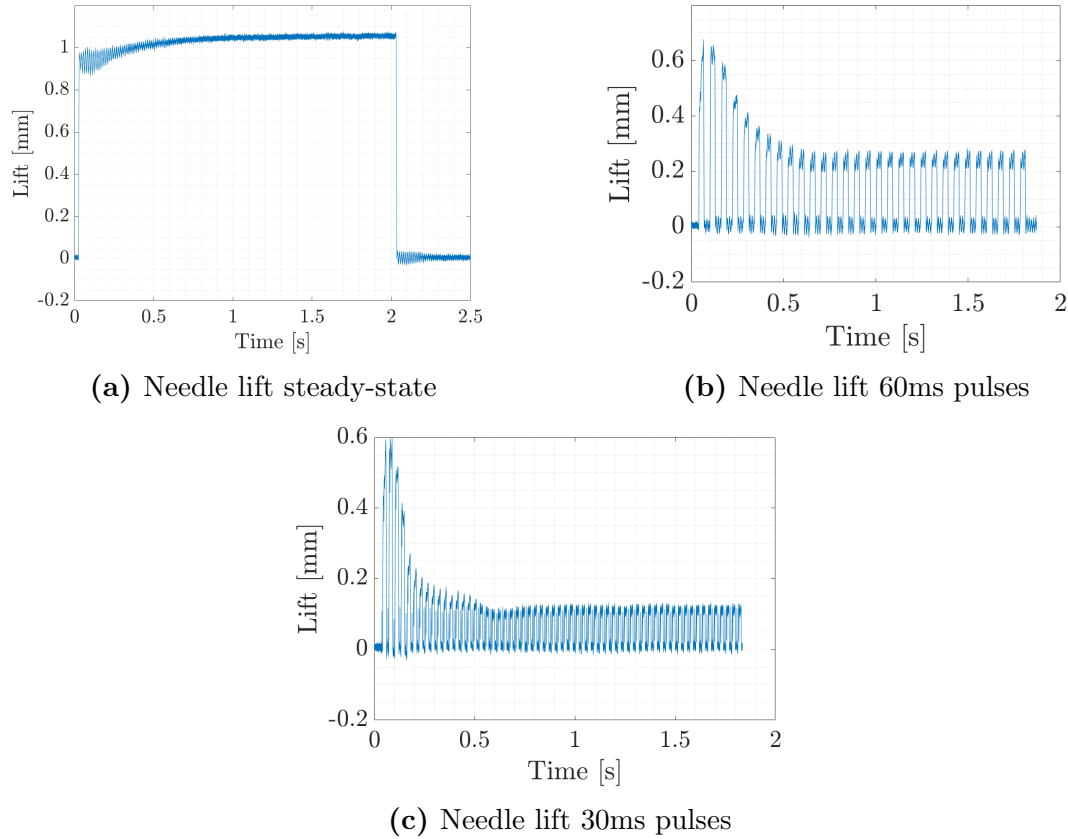 1
0.8
0.6
0.4
0.2
0
-0.2
Lift [mm]
0 0.5 1 1.5 2 2.5
Time [s]
(a) Needle lift steady-state
0.6
0.4
0.2
0
-0.2
Lift [mm]
0 0.5 1 1.5 2
Time [s]
(b) Needle lift 60ms pulses
0.6
0.4
0.2
0
-0.2
Lift [mm]
0 0.5 1 1.5 2
Time [s]
(c) Needle lift 30ms pulses